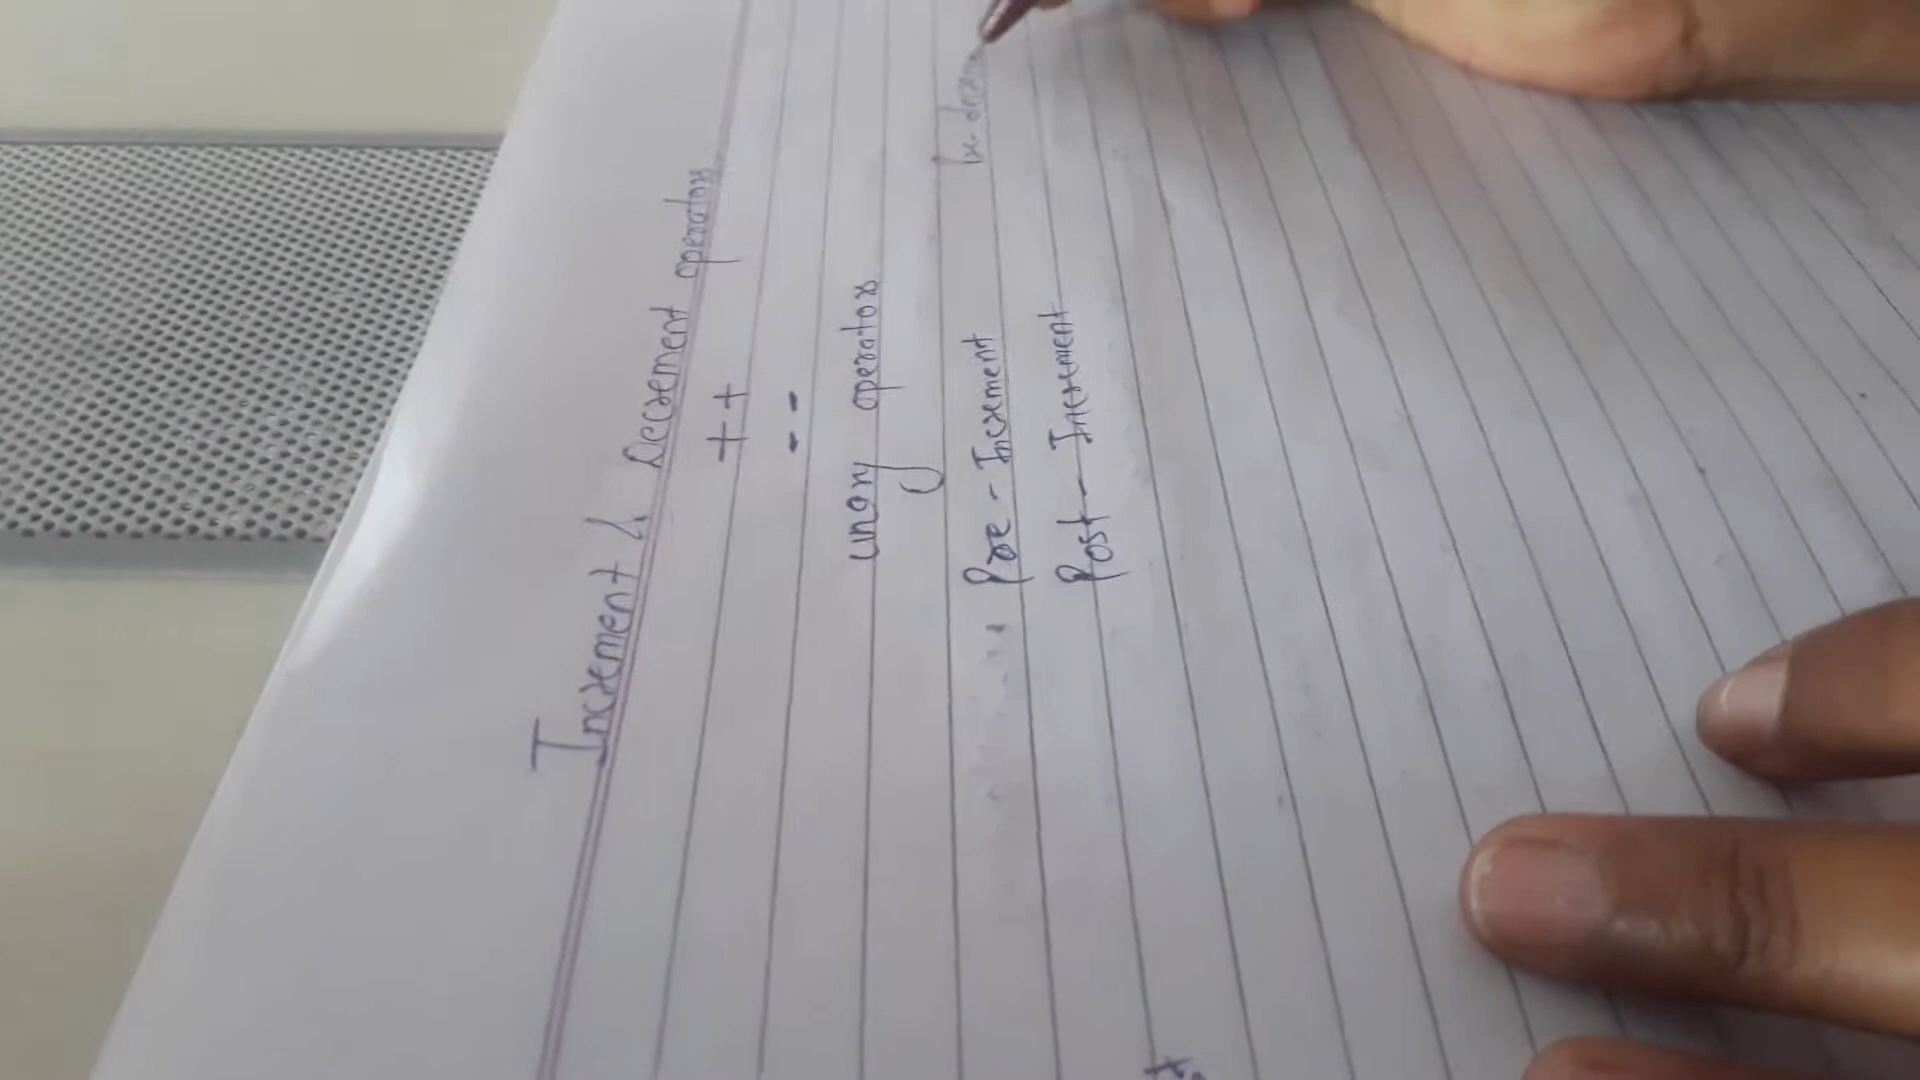 Increment & Decrement operators
++
--
unary operator
Pre - Increment
Post - Increment